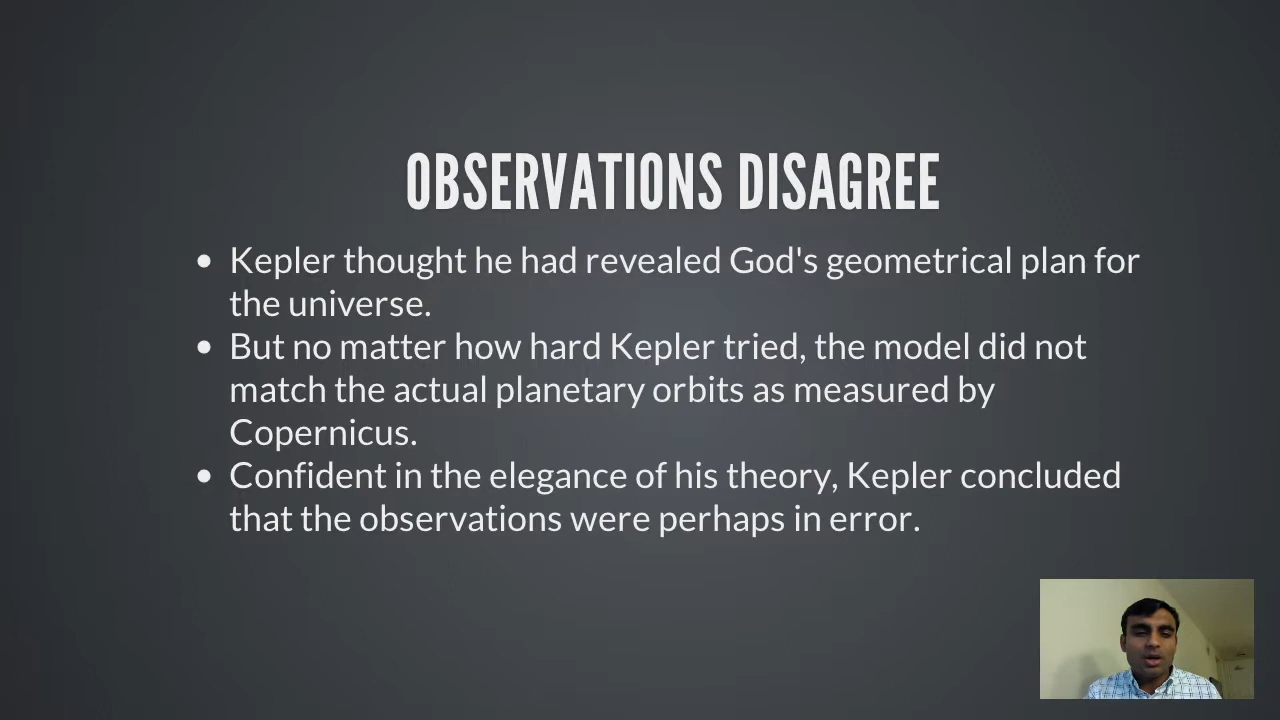 OBSERVATIONS DISAGREE
• Kepler thought he had revealed God's geometrical plan for
the universe.
• But no matter how hard Kepler tried, the model did not
match the actual planetary orbits as measured by
Copernicus.
• Confident in the elegance of his theory, Kepler concluded
that the observations were perhaps in error.